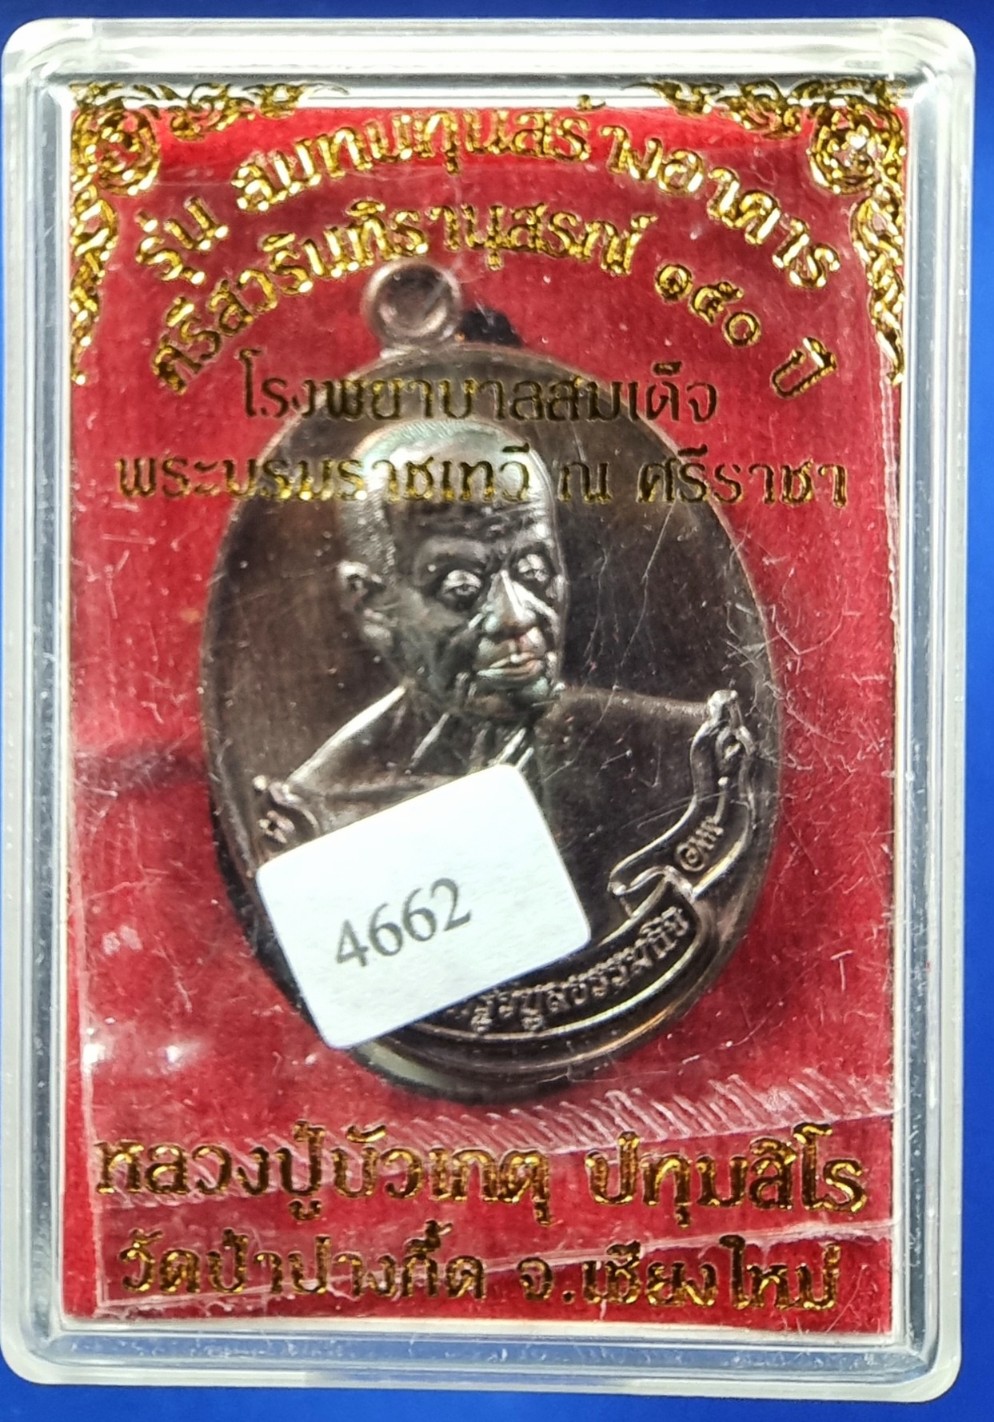 รุ่น สมทบทุนสร้างอาคาร
ศรีสวรินทิรานุสรณ์ ๑๕๐ ปี
โรงพยาบาลสมเด็จ
พระบรมราชเทวี ณ ศรีราชา
4662
หลวงปู่บัวเกตุ ปทุมสิโร
วัดป่าปางกึ๊ด จ.เชียงใหม่